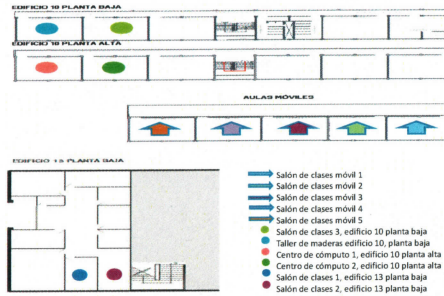 EDIFICIO 10 PLANTA BAJA
EDIFICIO 10 PLANTA ALTA
AULAS MÓVILES
EDIFICIO 13 PLANTA BAJA
Salón de clases móvil 1
Salón de clases móvil 2
Salón de clases móvil 3
Salón de clases móvil 4
Salón de clases móvil 5
Salón de clases 3, edificio 10 planta baja
Taller de maderas edificio 10, planta baja
Centro de cómputo 1, edificio 10 planta alta
Centro de cómputo 2, edificio 10 planta alta
Salón de clases 1, edificio 13 planta baja
Salón de clases 2, edificio 13 planta baja